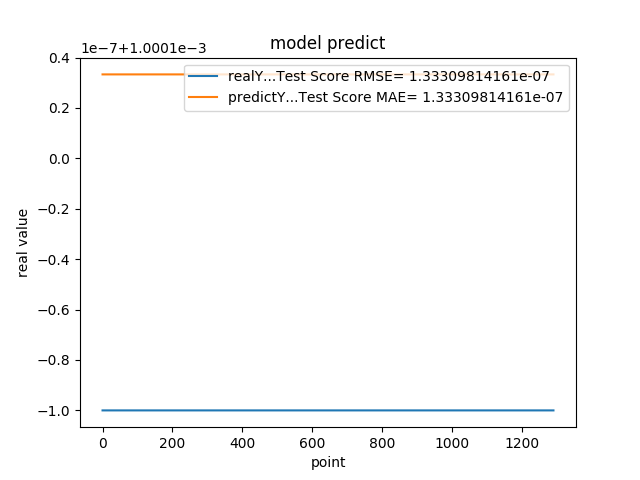 model predict
1e−7+1.0001e−3
realY...Test Score RMSE= 1.33309814161e-07
predictY...Test Score MAE= 1.33309814161e-07
0.4
0.2
0.0
−0.2
−0.4
−0.6
−0.8
−1.0
real value
0 200 400 600 800 1000 1200
point